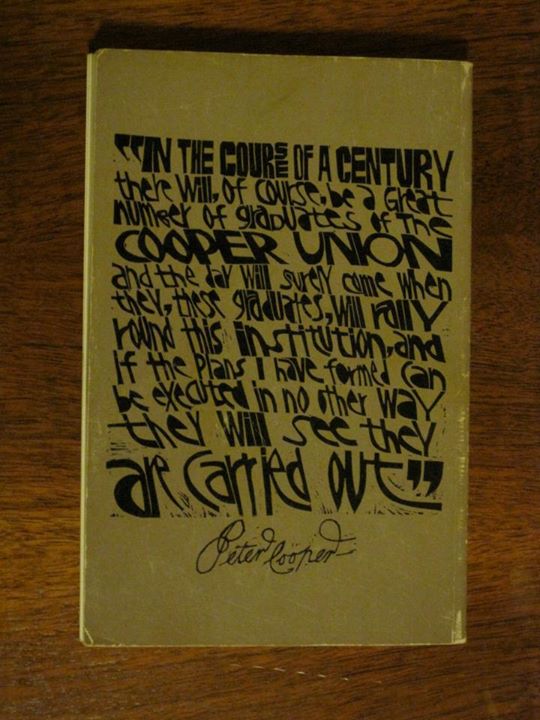 “IN THE COURSE OF A CENTURY
there will, of course, be a great
number of graduates of the
COOPER UNION
and the day will surely come when
they, these graduates, will rally
round this institution, and
if the plans I have formed can
be executed in no other way
they will see they
are carried out”
Peter Cooper